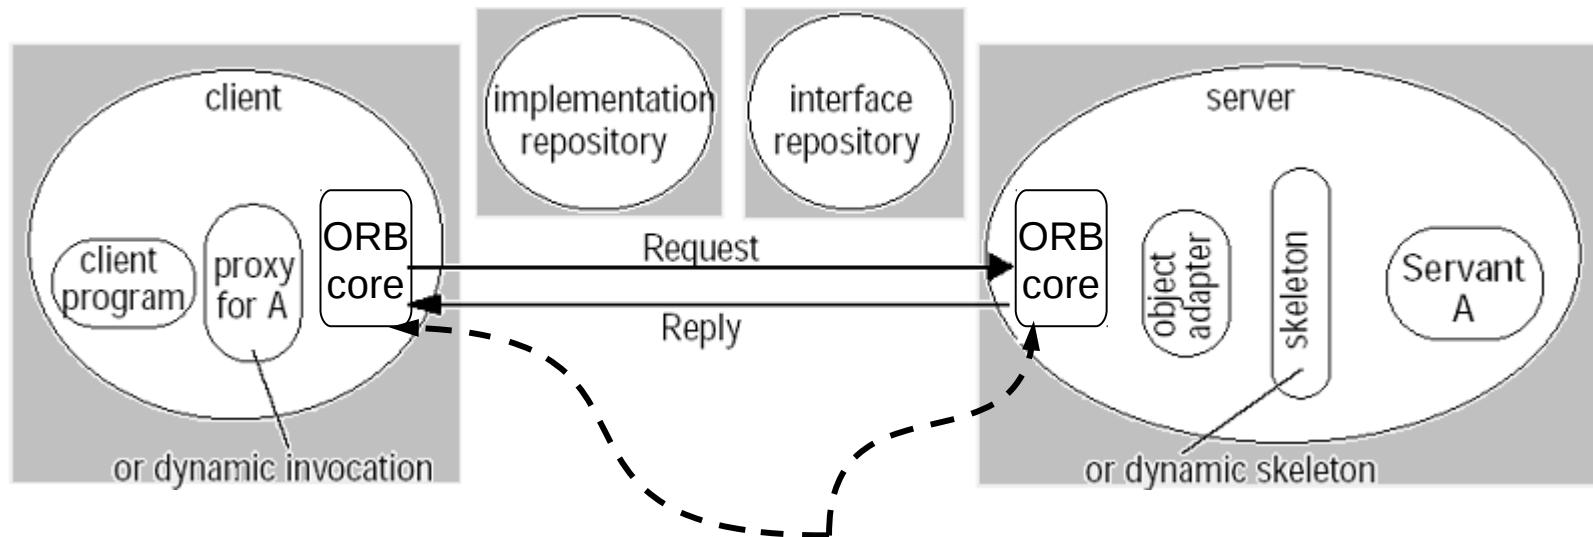 client
client
program
proxy
for A
ORB
core
or dynamic invocation
implementation
repository
interface
repository
Request
Reply
server
ORB
core
object
adapter
skeleton
Servant
A
or dynamic skeleton